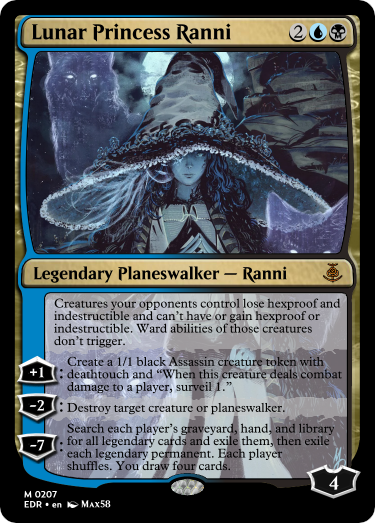 Lunar Princess Ranni 2
Legendary Planeswalker — Ranni
Creatures your opponents control lose hexproof and
indestructible and can't have or gain hexproof or
indestructible. Ward abilities of those creatures
don't trigger.
+1: Create a 1/1 black Assassin creature token with
deathtouch and “When this creature deals combat
damage to a player, surveil 1.”
-2: Destroy target creature or planeswalker.
-7: Search each player's graveyard, hand, and library
for all legendary cards and exile them, then exile
each legendary permanent. Each player
shuffles. You draw four cards.
4
M 0207
EDR • en Max58